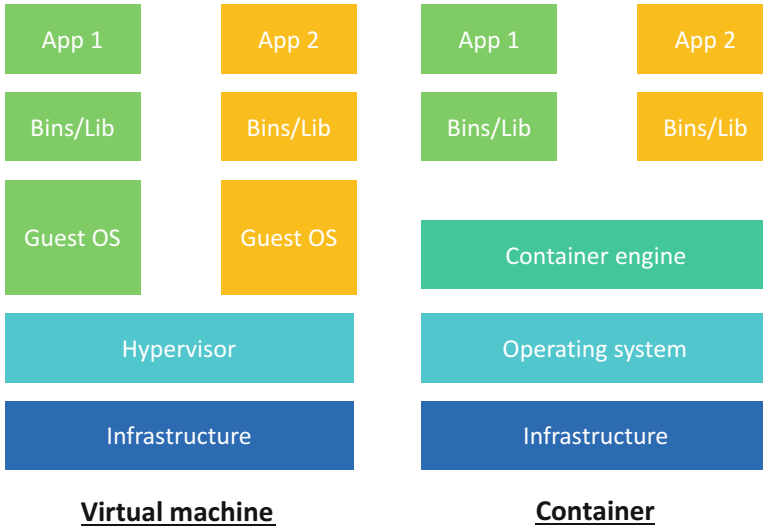 App 1
App 2
Bins/Lib
Bins/Lib
Guest OS
Guest OS
Hypervisor
Infrastructure
Virtual machine
App 1
App 2
Bins/Lib
Bins/Lib
Container engine
Operating system
Infrastructure
Container